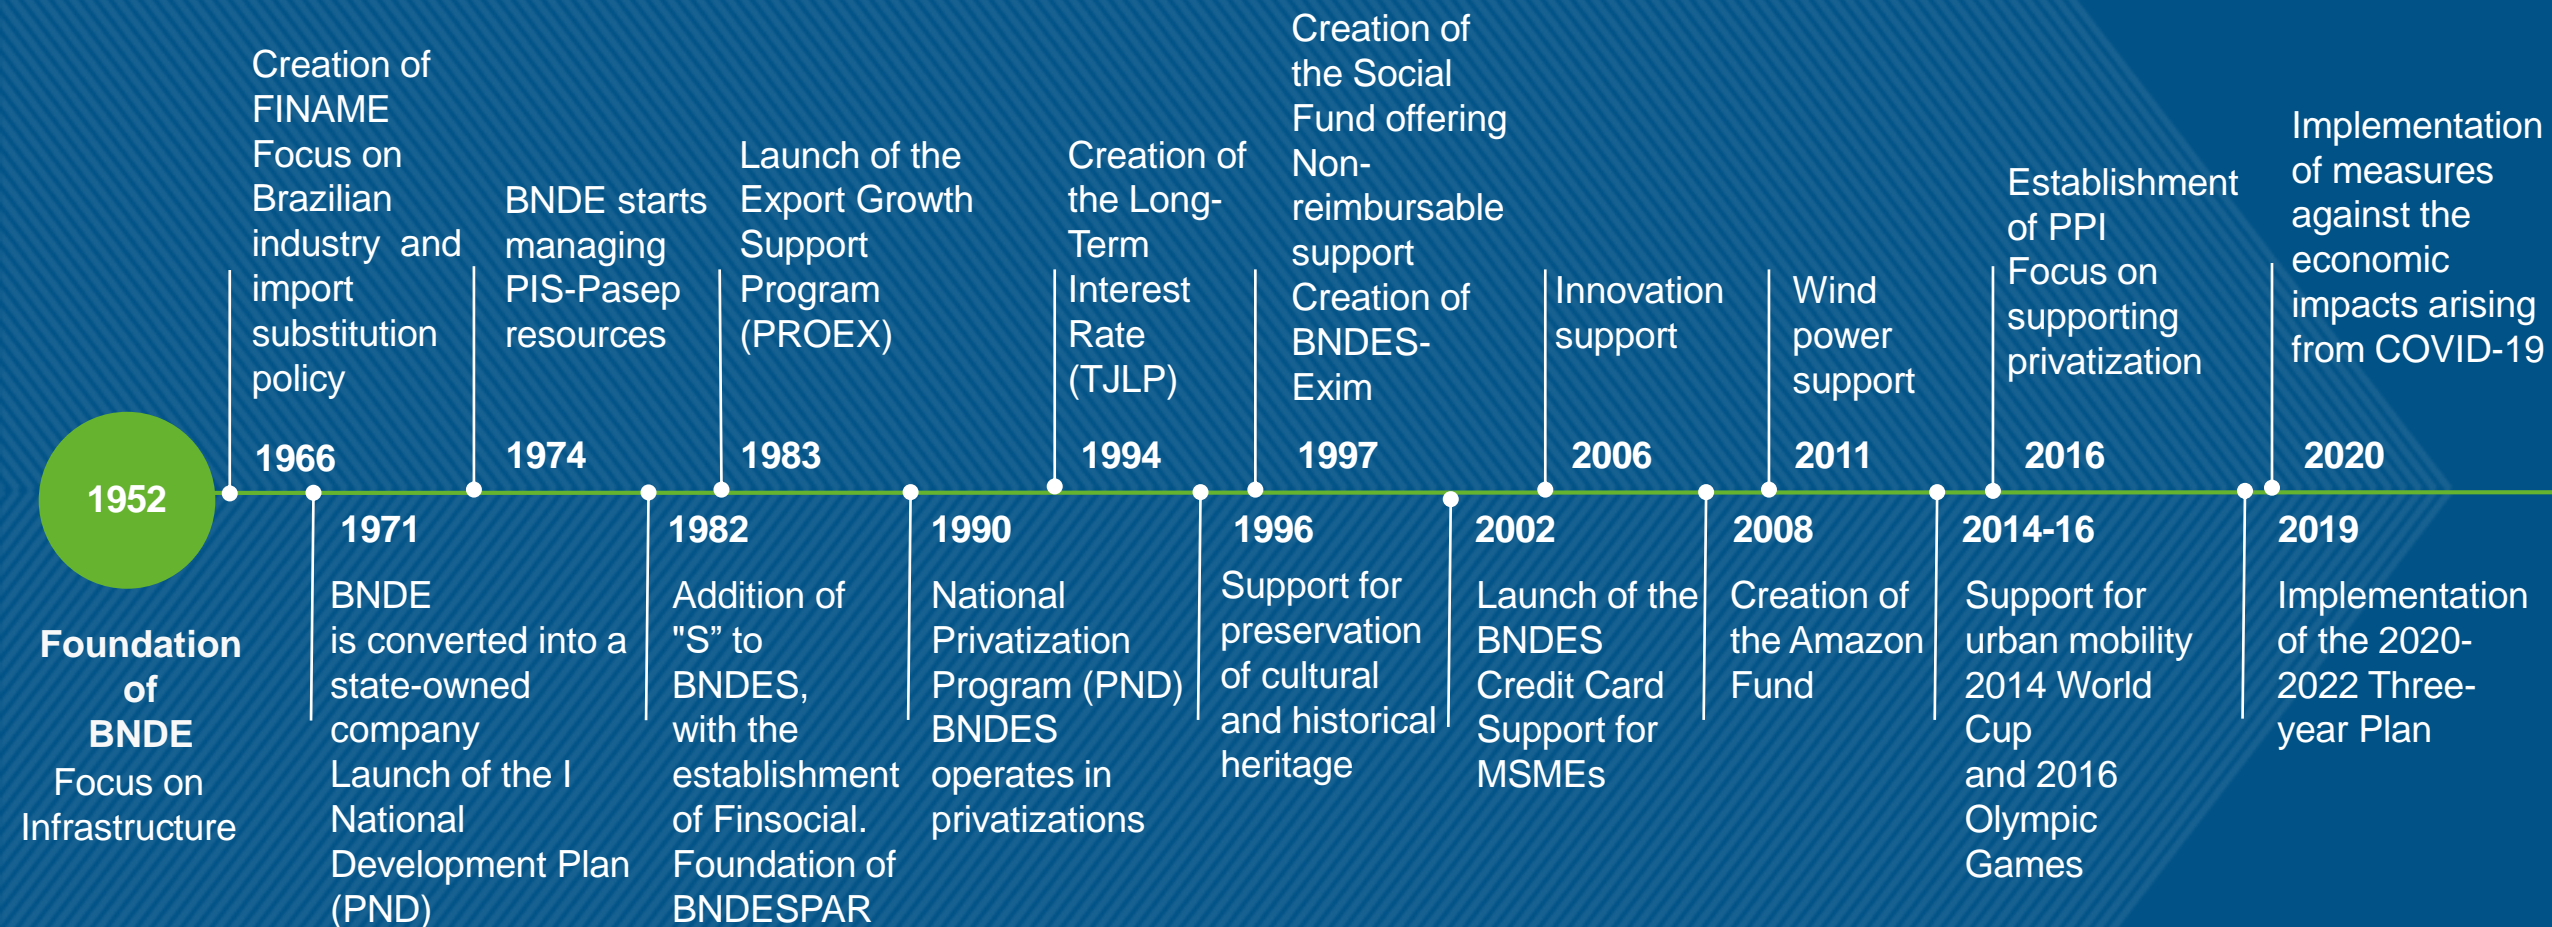 1952
Foundation
of
BNDE
Focus on
Infrastructure
Creation of
FINAME
Focus on
Brazilian
industry and
import
substitution
policy
1966
1971
BNDE
is converted into a
state-owned
company
Launch of the I
National
Development Plan
(PND)
BNDE starts
managing
PIS-Pasep
resources
1974
1982
Addition of
"S” to
BNDES,
with the
establishment
of Finsocial.
Foundation of
BNDESPAR
Launch of the
Export Growth
Support
Program
(PROEX)
1983
1990
National
Privatization
Program (PND)
BNDES
operates in
privatizations
Creation of
the Long-
Term
Interest
Rate
(TJLP)
1994
1996
Support for
preservation
of cultural
and historical
heritage
Creation of
the Social
Fund offering
Non-
reimbursable
support
Creation of
BNDES-
Exim
1997
2002
Launch of the
BNDES
Credit Card
Support for
MSMEs
Innovation
support
2006
2008
Creation of
the Amazon
Fund
Wind
power
support
2011
2014-16
Support for
urban mobility
2014 World
Cup
and 2016
Olympic
Games
Establishment
of PPI
Focus on
supporting
privatization
2016
2019
Implementation
of the 2020-
2022 Three-
year Plan
Implementation
of measures
against the
economic
impacts arising
from COVID-19
2020